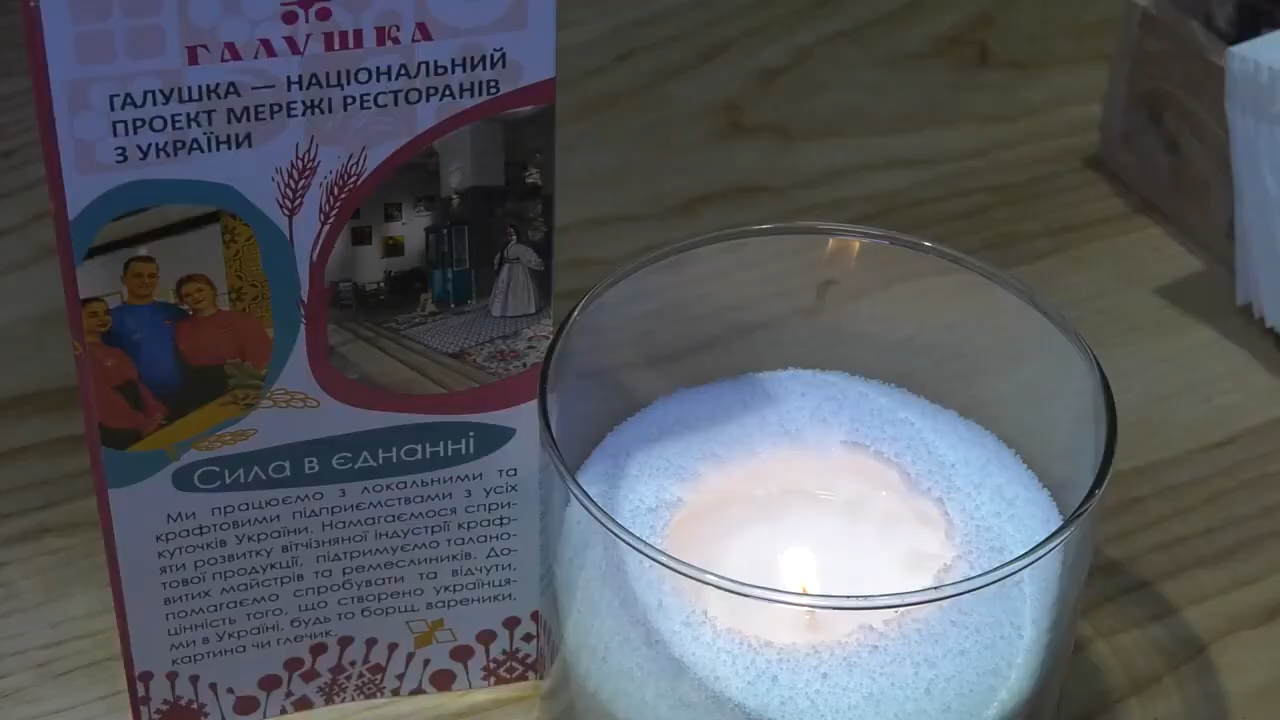 ГАЛУШКА
ГАЛУШКА — НАЦІОНАЛЬНИЙ
ПРОЕКТ МЕРЕЖІ РЕСТОРАНІВ
З УКРАЇНИ
Сила в єднанні
Ми працюємо з локальними та
крафтовими підприємствами з усіх
куточків України. Намагаємося спри-
яти розвитку вітчізняної індустрії краф-
тової продукції, підтримуємо талано-
витих майстрів та ремесликників. До-
помагаємо спробувати та відчути,
цінність того, що створено українця-
ми в Україні, будь то борщ, вареники,
картина чи глечик.